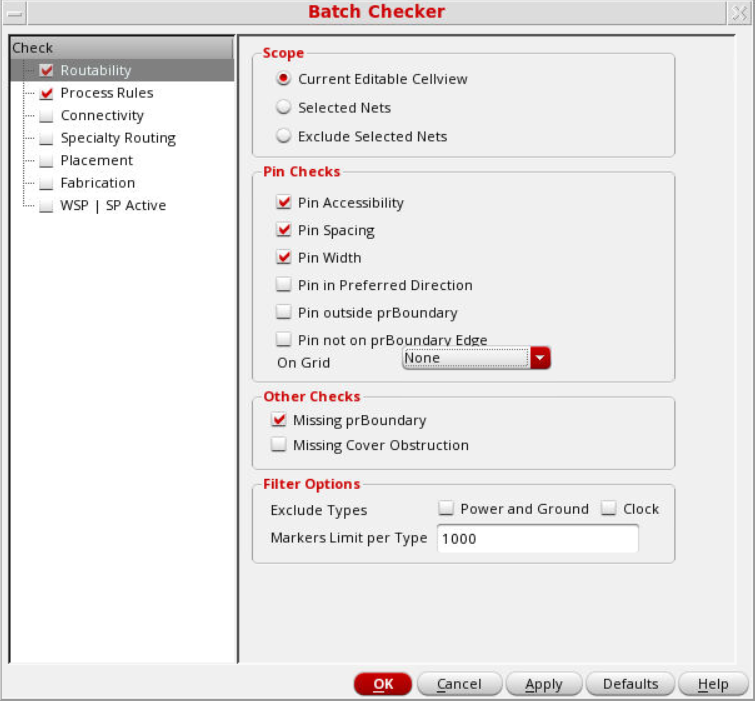 Batch Checker
Check
Routability
Process Rules
Connectivity
Specialty Routing
Placement
Fabrication
WSP | SP Active
Scope
Current Editable Cellview
Selected Nets
Exclude Selected Nets
Pin Checks
Pin Accessibility
Pin Spacing
Pin Width
Pin in Preferred Direction
Pin outside prBoundary
Pin not on prBoundary Edge
On Grid None
Other Checks
Missing prBoundary
Missing Cover Obstruction
Filter Options
Exclude Types Power and Ground Clock
Markers Limit per Type 1000
OK Cancel Apply Defaults Help